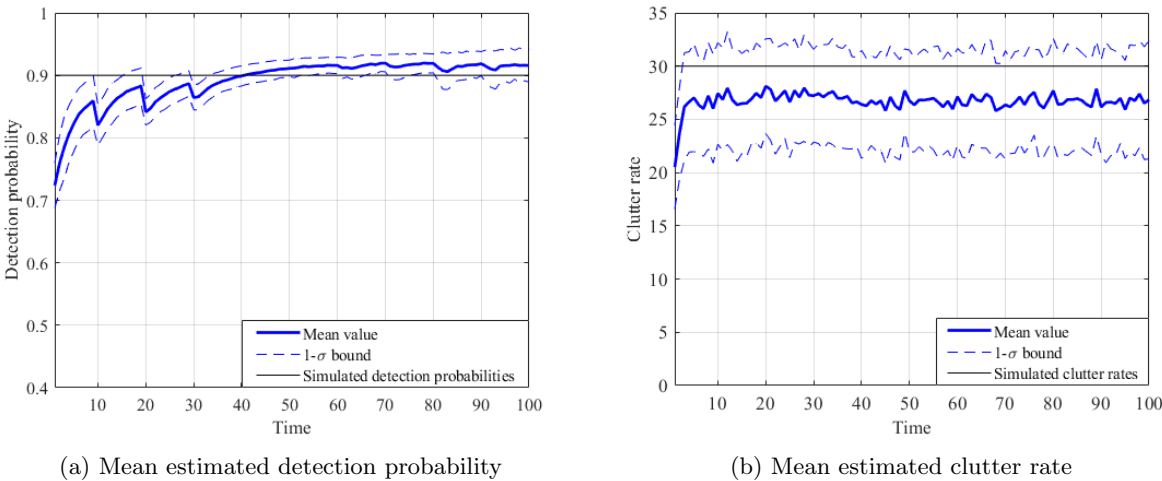 1
0.9
0.8
0.7
0.6
0.5
0.4
Detection probability
10 20 30 40 50 60 70 80 90 100
Time
Mean value
1-σ bound
Simulated detection probabilities
(a) Mean estimated detection probability
35
30
25
20
15
10
5
0
Clutter rate
10 20 30 40 50 60 70 80 90 100
Time
Mean value
1-σ bound
Simulated clutter rates
(b) Mean estimated clutter rate